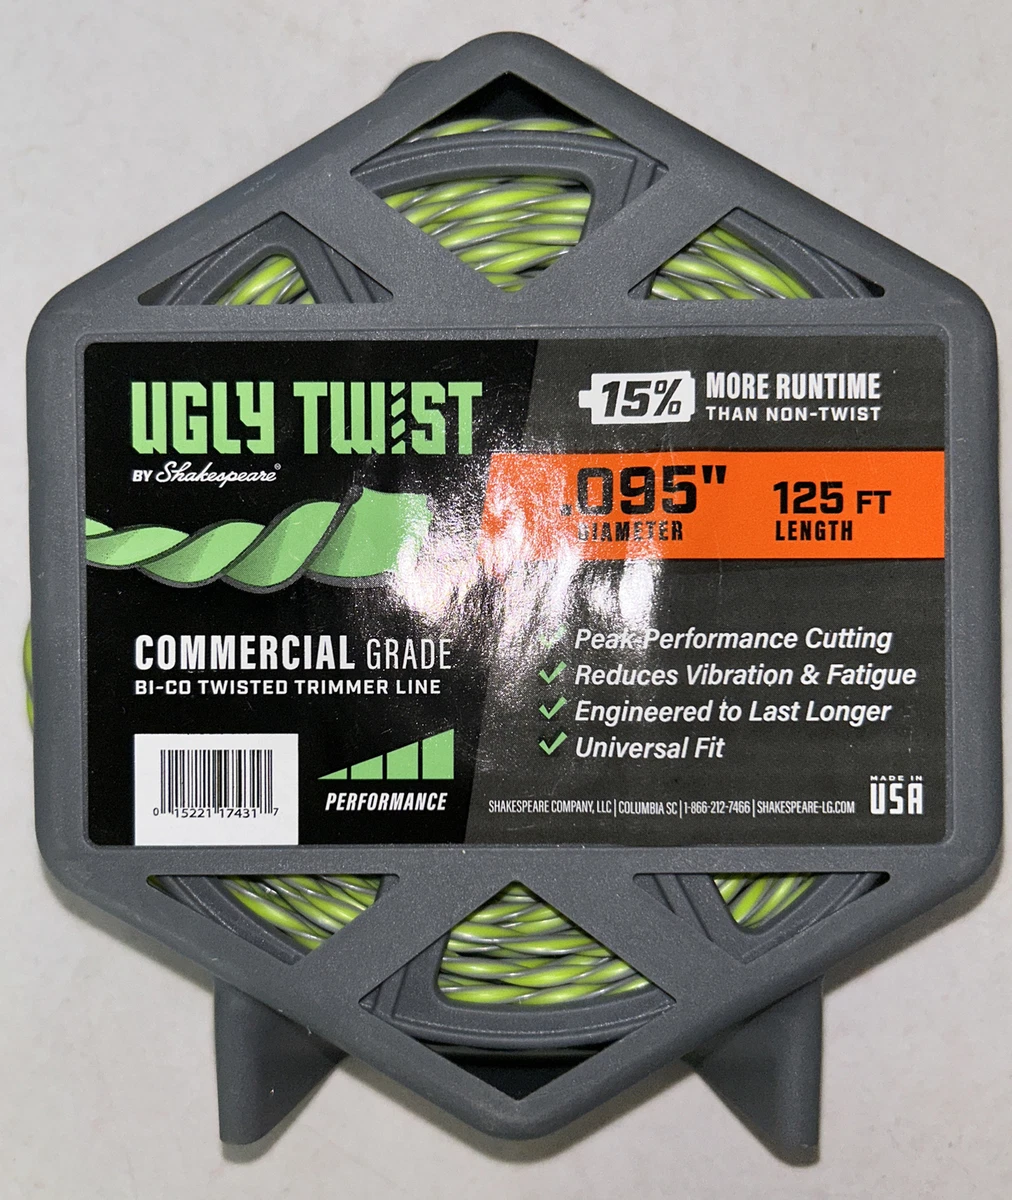 UGLY TWIST
BY Shakespeare®
15% MORE RUNTIME
THAN NON-TWIST
.095" 125 FT
DIAMETER LENGTH
COMMERCIAL GRADE
BI-CO TWISTED TRIMMER LINE
Peak Performance Cutting
Reduces Vibration & Fatigue
Engineered to Last Longer
Universal Fit
PERFORMANCE
0 15221 17431 7
SHAKESPEARE COMPANY, LLC | COLUMBIA SC | 1-866-212-7466 | SHAKESPEARE-LG.COM
MADE IN
USA